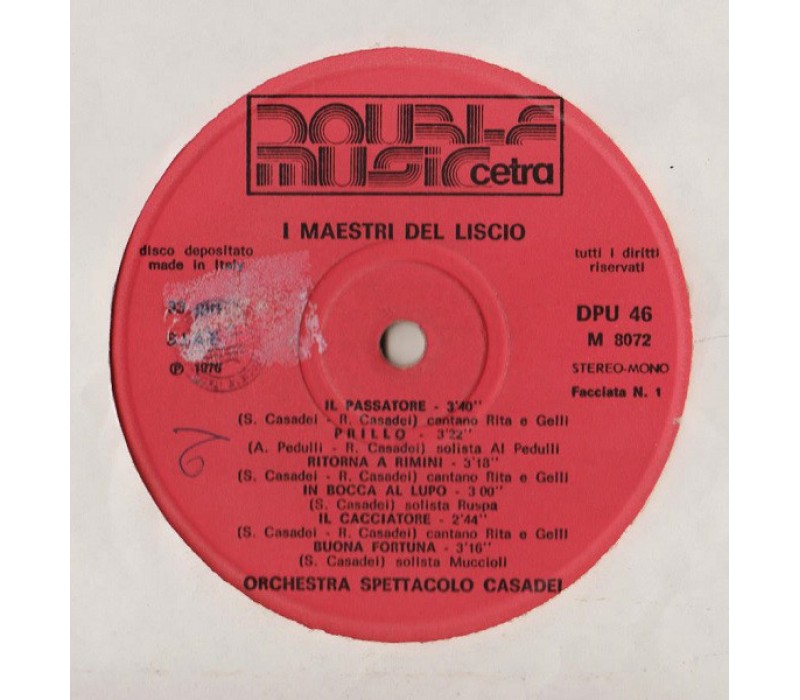 DOUBLE
MUSIC cetra
I MAESTRI DEL LISCIO
disco depositato
made in Italy
tutti i diritti
riservati
DPU 46
M 8072
STEREO-MONO
Facciata N. 1
℗ 1976
IL PASSATORE - 3'40''
(S. Casadei - R. Casadei) cantano Rita e Gelli
PRILLO - 3'22''
(A. Pedulli - R. Casadei) solista Al Pedulli
RITORNA A RIMINI - 3'18''
(S. Casadei - R. Casadei) cantano Rita e Gelli
IN BOCCA AL LUPO - 3 00''
(S. Casadei) solista Ruspa
IL CACCIATORE - 2'44''
(S. Casadei - R. Casadei) cantano Rita e Gelli
BUONA FORTUNA - 3'16''
(S. Casadei) solista Muccioli
ORCHESTRA SPETTACOLO CASADEI